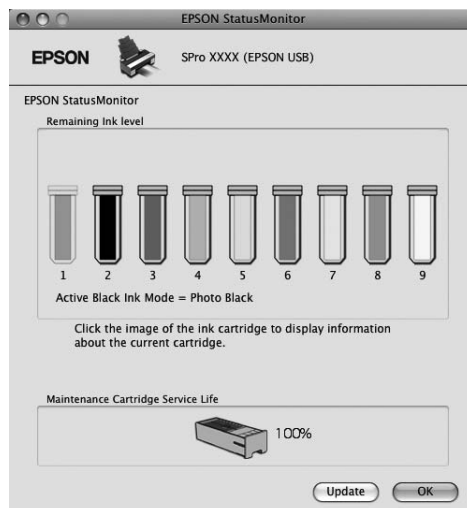 EPSON StatusMonitor
EPSON
SPro XXXX (EPSON USB)
EPSON StatusMonitor
Remaining Ink level
1 2 3 4 5 6 7 8 9
Active Black Ink Mode = Photo Black
Click the image of the ink cartridge to display information
about the current cartridge.
Maintenance Cartridge Service Life
100%
Update OK